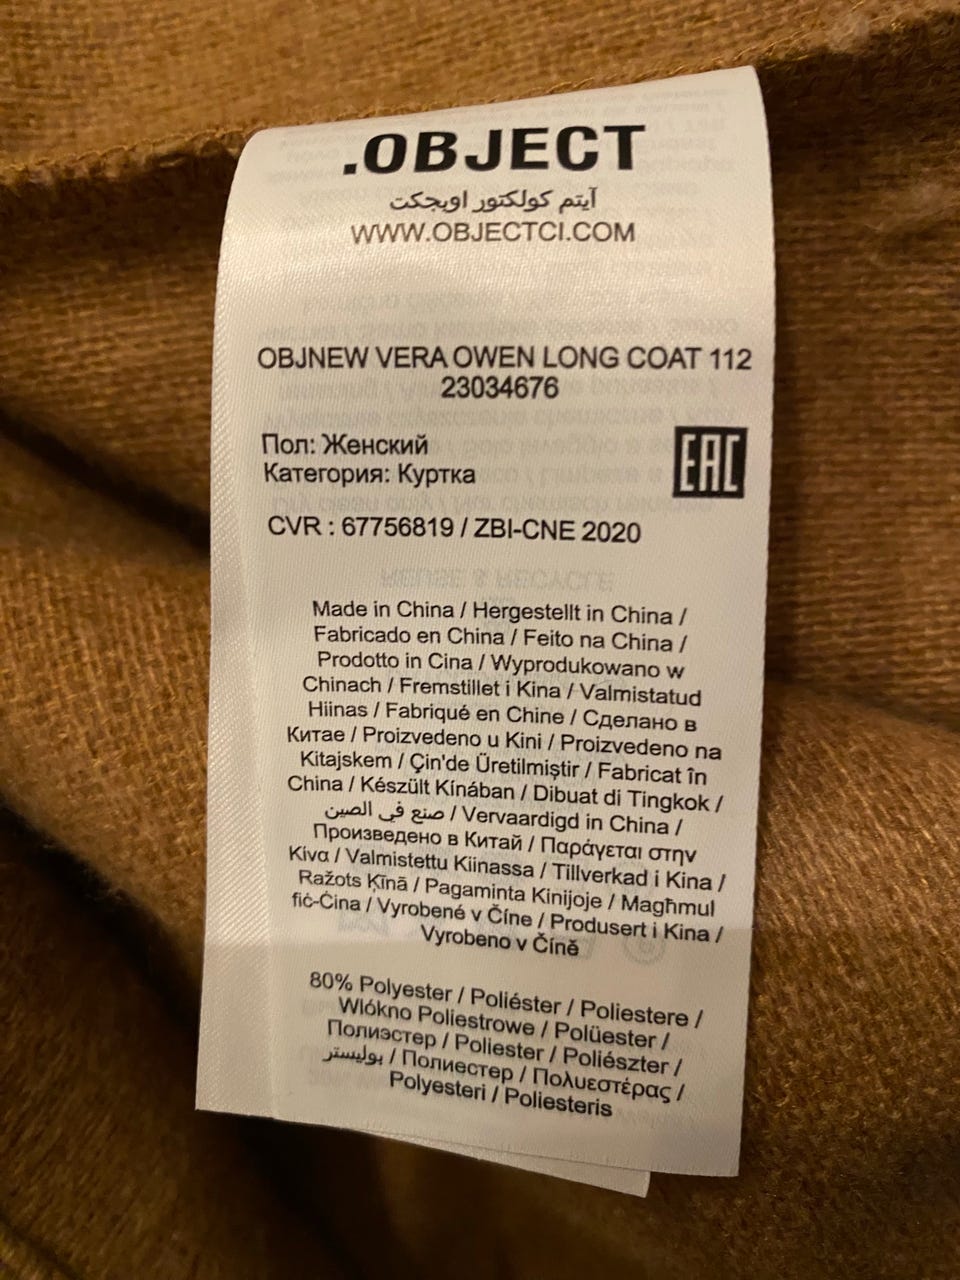 .OBJECT
آيتم كولكتور اوبجكت
WWW.OBJECTCI.COM
OBJNEW VERA OWEN LONG COAT 112
23034676
Пол: Женский
Категория: Куртка
EAC
CVR : 67756819 / ZBI-CNE 2020
Made in China / Hergestellt in China /
Fabricado en China / Feito na China /
Prodotto in Cina / Wyprodukowano w
Chinach / Fremstillet i Kina / Valmistatud
Hiinas / Fabriqué en Chine / Сделано в
Китае / Proizvedeno u Kini / Proizvedeno na
Kitajskem / Çin'de Üretilmiştir / Fabricat în
China / Készült Kínában / Dibuat di Tingkok /
صنع في الصين / Vervaardigd in China /
Произведено в Китай / Παράγεται στην
Κίνα / Valmistettu Kiinassa / Tillverkad i Kina /
Ražots Ķīnā / Pagaminta Kinijoje / Magħmul
fiċ-Ċina / Vyrobené v Číne / Produsert i Kina /
Vyrobeno v Číně
80% Polyester / Poliéster / Poliestere /
Wlókno Poliestrowe / Polüester /
Полиэстер / Poliester / Poliészter /
بوليستر / Полиестер / Πολυεστέρας /
Polyesteri / Poliesteris